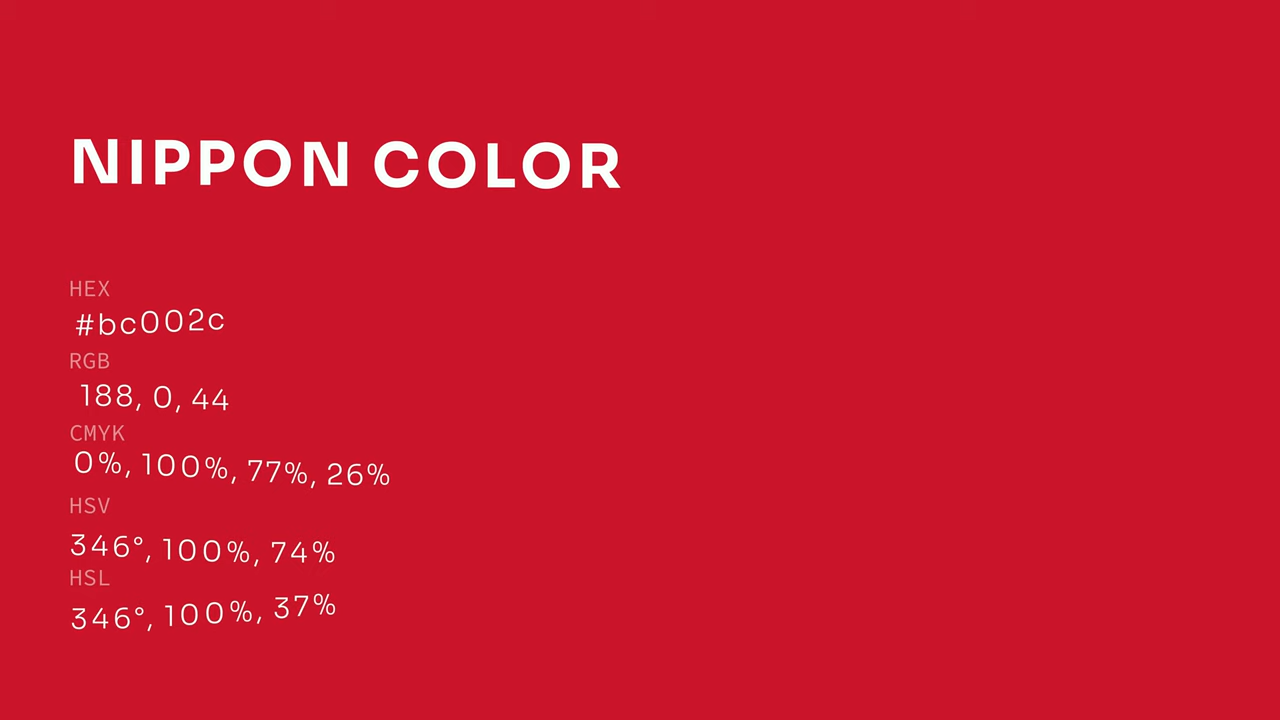 NIPPON COLOR
HEX
#bc002c
RGB
188, 0, 44
CMYK
0%, 100%, 77%, 26%
HSV
346°, 100%, 74%
HSL
346°, 100%, 37%